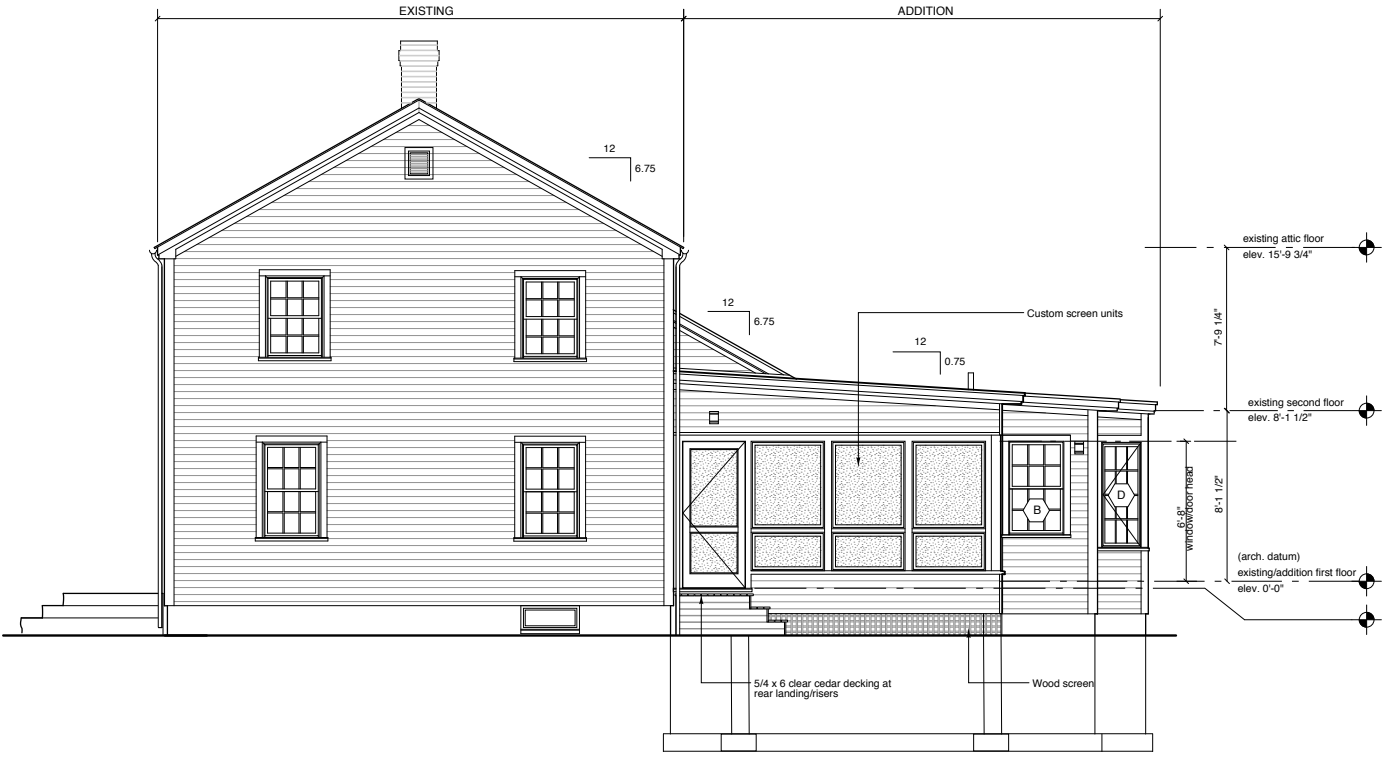 EXISTING
ADDITION
12
6.75
existing attic floor
elev. 15'-9 3/4"
12
6.75
Custom screen units
7'-9 1/4"
12
0.75
existing second floor
elev. 8'-1 1/2"
B
D
6'-8"
window/door head
8'-1 1/2"
(arch. datum)
existing/addition first floor
elev. 0'-0"
5/4 x 6 clear cedar decking at
rear landing/risers
Wood screen